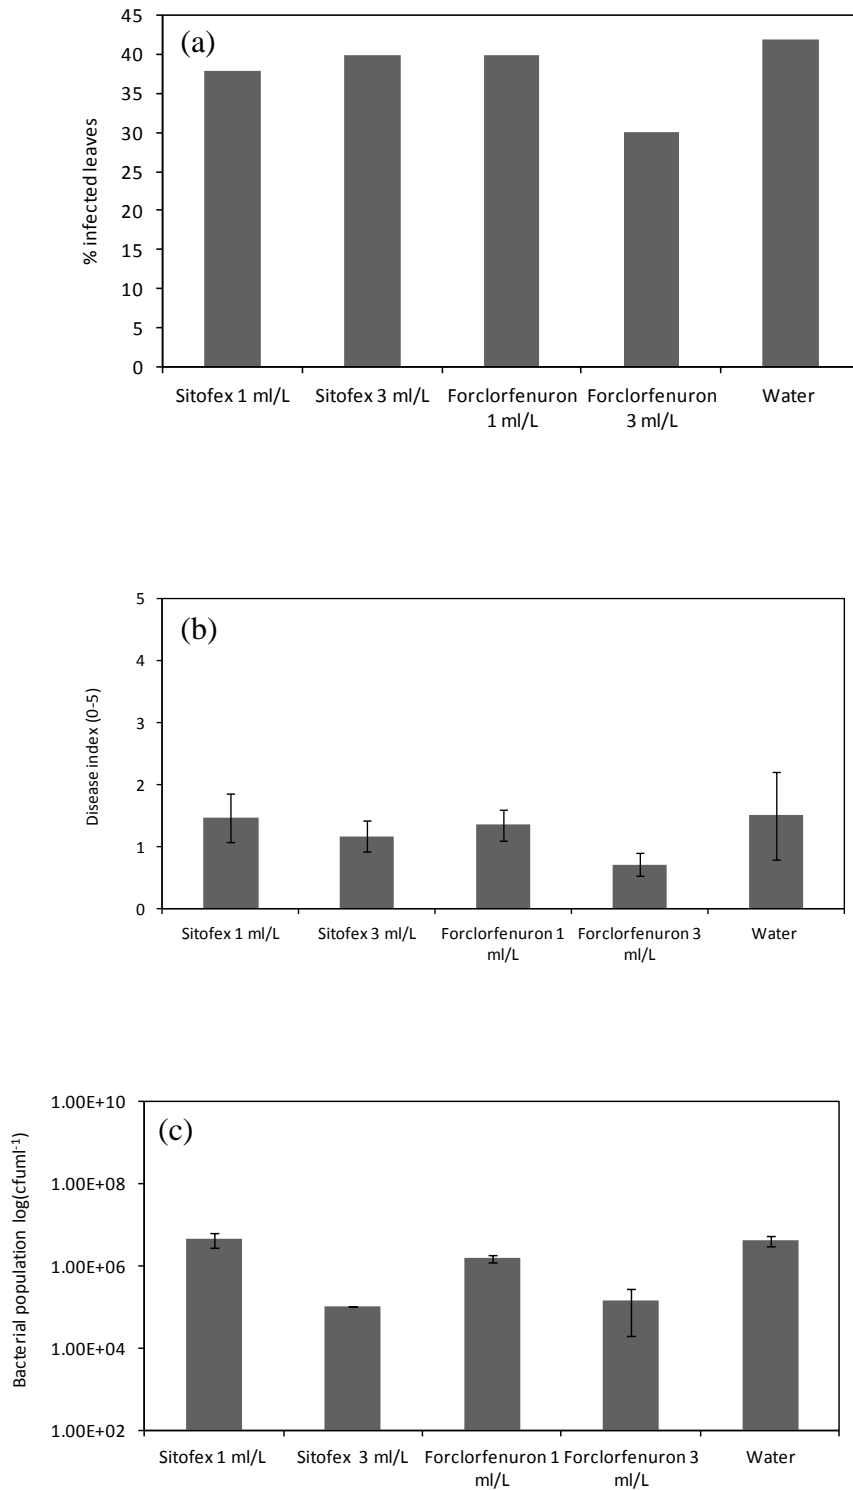 45
40
35
30
25
20
15
10
5
0
% infected leaves
(a)
Sitofex 1 ml/L
Sitofex 3 ml/L
Forclorfenuron
1 ml/L
Forclorfenuron
3 ml/L
Water
5
4
3
2
1
0
Disease index (0-5)
(b)
Sitofex 1 ml/L
Sitofex 3 ml/L
Forclorfenuron 1
ml/L
Forclorfenuron 3
ml/L
Water
1.00E+10
1.00E+08
1.00E+06
1.00E+04
1.00E+02
Bacterial population log(cfuml⁻¹)
(c)
Sitofex 1 ml/L
Sitofex 3 ml/L
Forclorfenuron 1
ml/L
Forclorfenuron 3
ml/L
Water